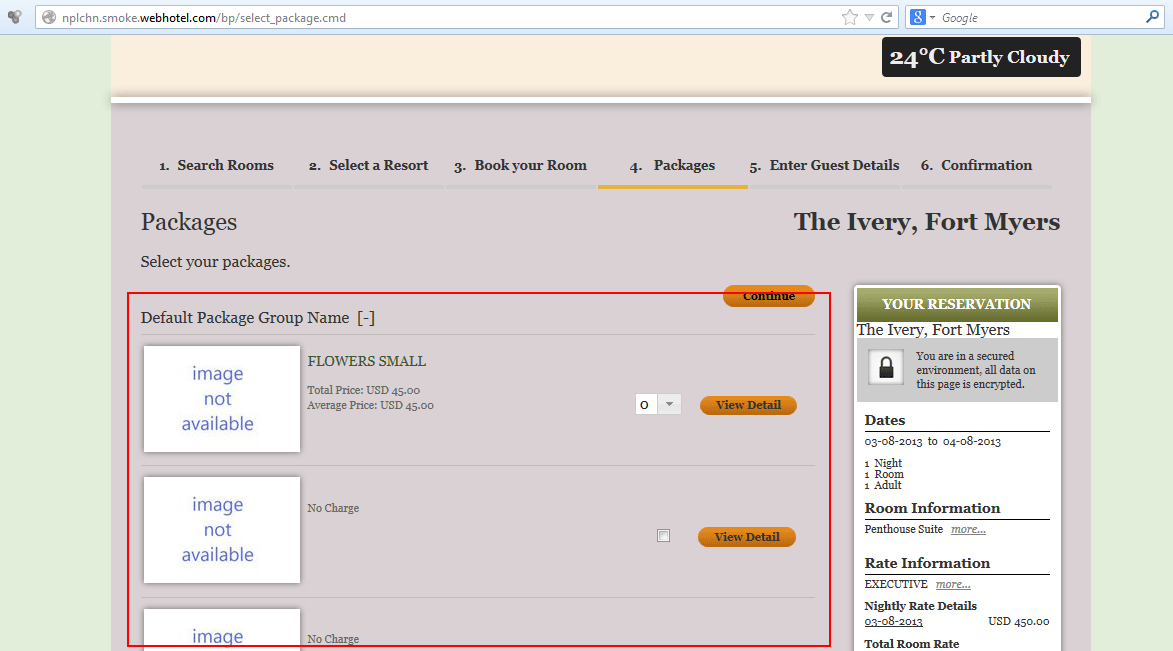 nplchn.smoke.webhotel.com/bp/select_package.cmd
Google
24°C Partly Cloudy
1. Search Rooms
2. Select a Resort
3. Book your Room
4. Packages
5. Enter Guest Details
6. Confirmation
Packages
The Ivery, Fort Myers
Select your packages.
Continue
Default Package Group Name [-]
image
not
available
FLOWERS SMALL
Total Price: USD 45.00
Average Price: USD 45.00
0
View Detail
image
not
available
No Charge
View Detail
image
No Charge
YOUR RESERVATION
The Ivery, Fort Myers
You are in a secured
environment, all data on
this page is encrypted.
Dates
03-08-2013 to 04-08-2013
1 Night
1 Room
1 Adult
Room Information
Penthouse Suite more...
Rate Information
EXECUTIVE more...
Nightly Rate Details
03-08-2013 USD 450.00
Total Room Rate